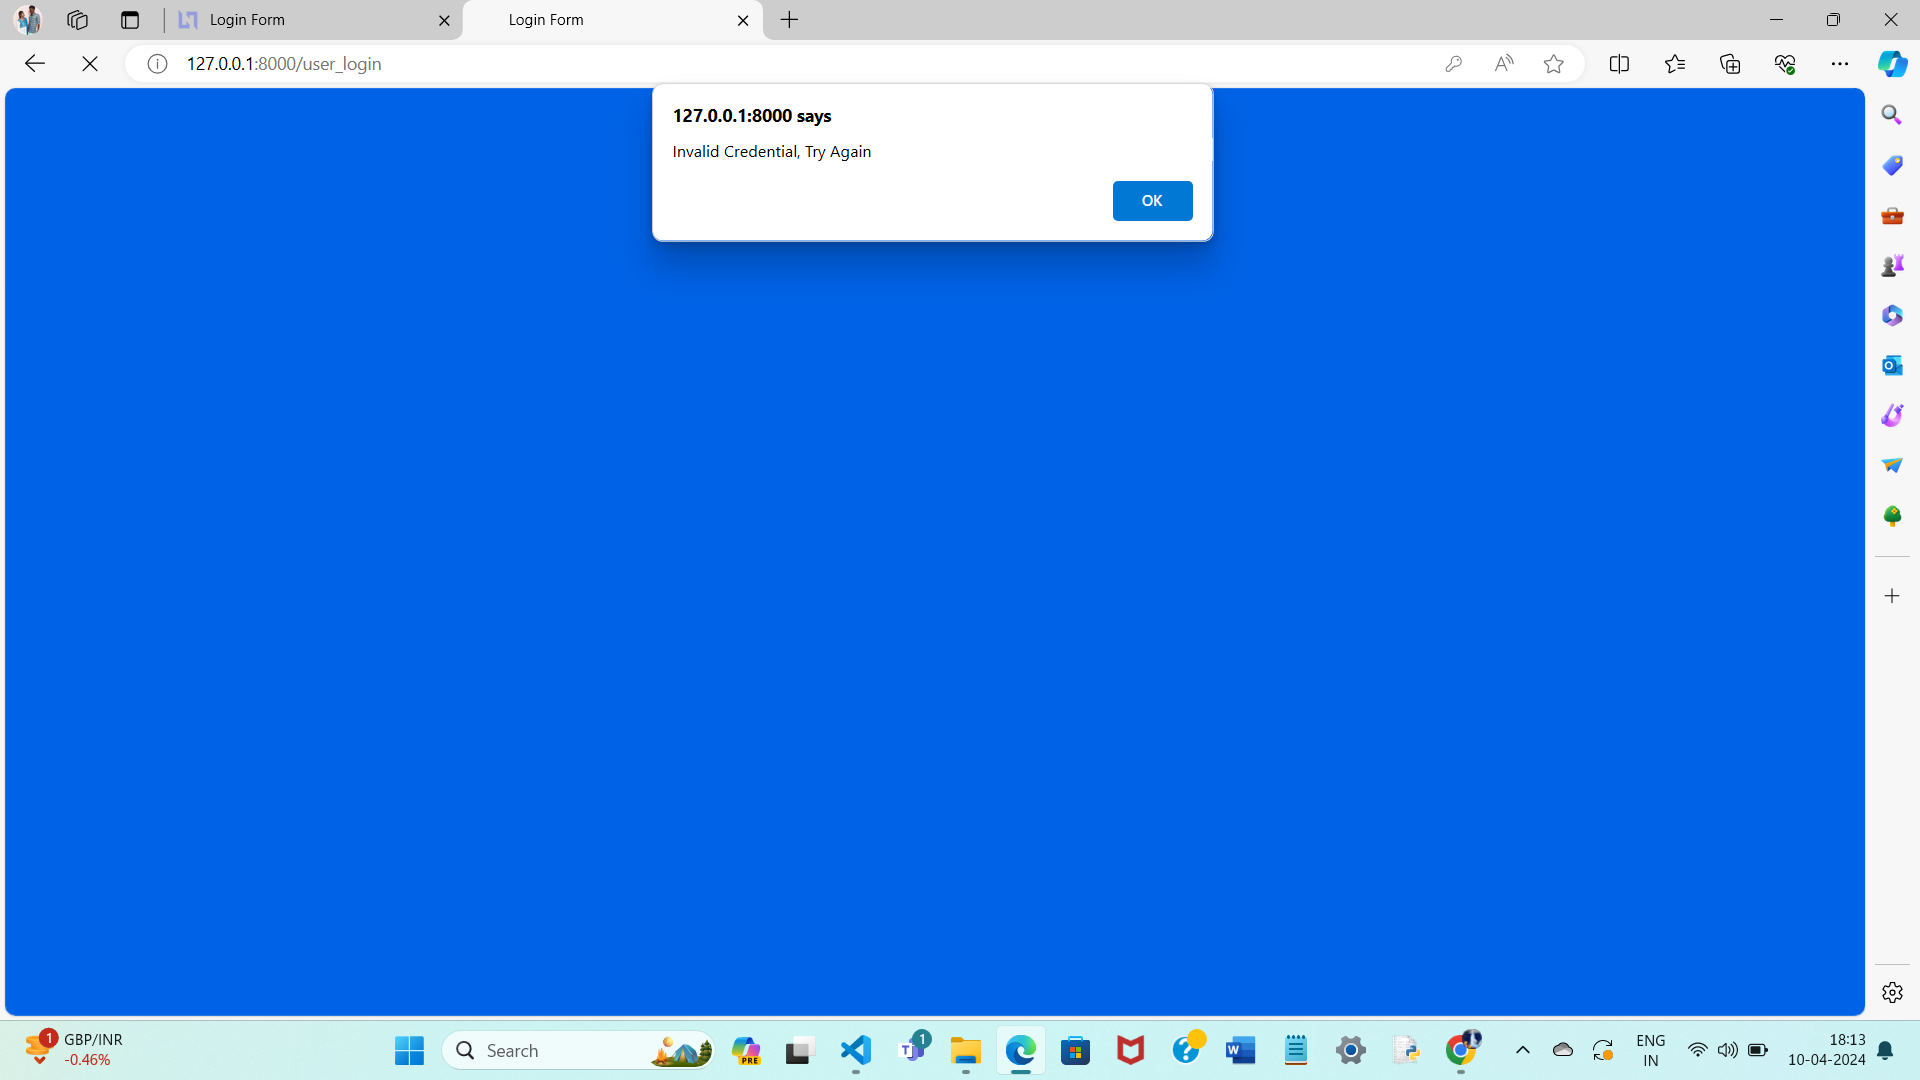 Login Form
Login Form
127.0.0.1:8000/user_login
127.0.0.1:8000 says
Invalid Credential, Try Again
OK
1
GBP/INR
-0.46%
Search
PRE
1
ENG
IN
18:13
10-04-2024